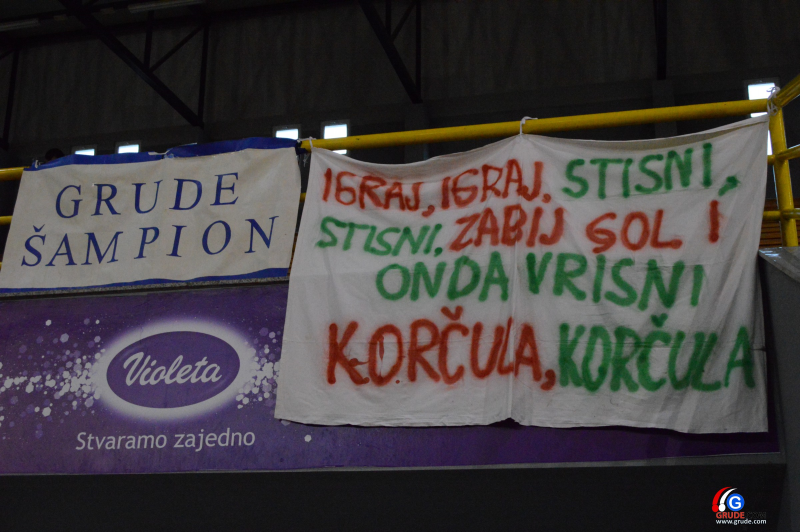 GRUDE
ŠAMPION
IGRAJ, IGRAJ, STISNI,
STISNI, ZABIJ GOL I
ONDA VRISNI
KORČULA, KORČULA
Violeta
Stvaramo zajedno
GRUDE
www.grude.com